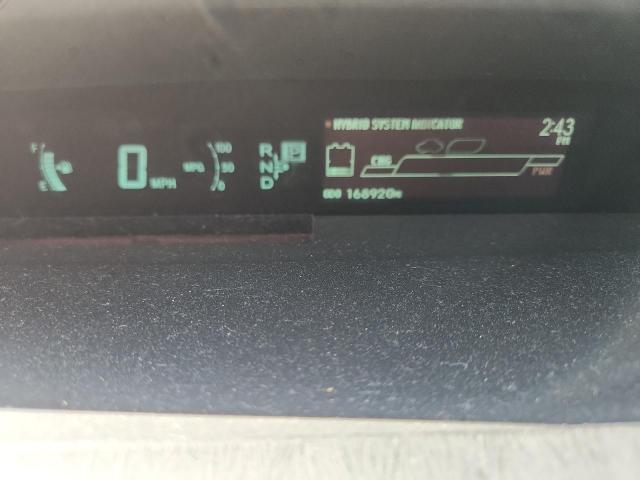 HYBRID SYSTEM INDICATOR
2:43
PM
F
E
0 MPH
MPG
100
50
0
R
N
D
P
CHG
PWR
ODO 168920MI